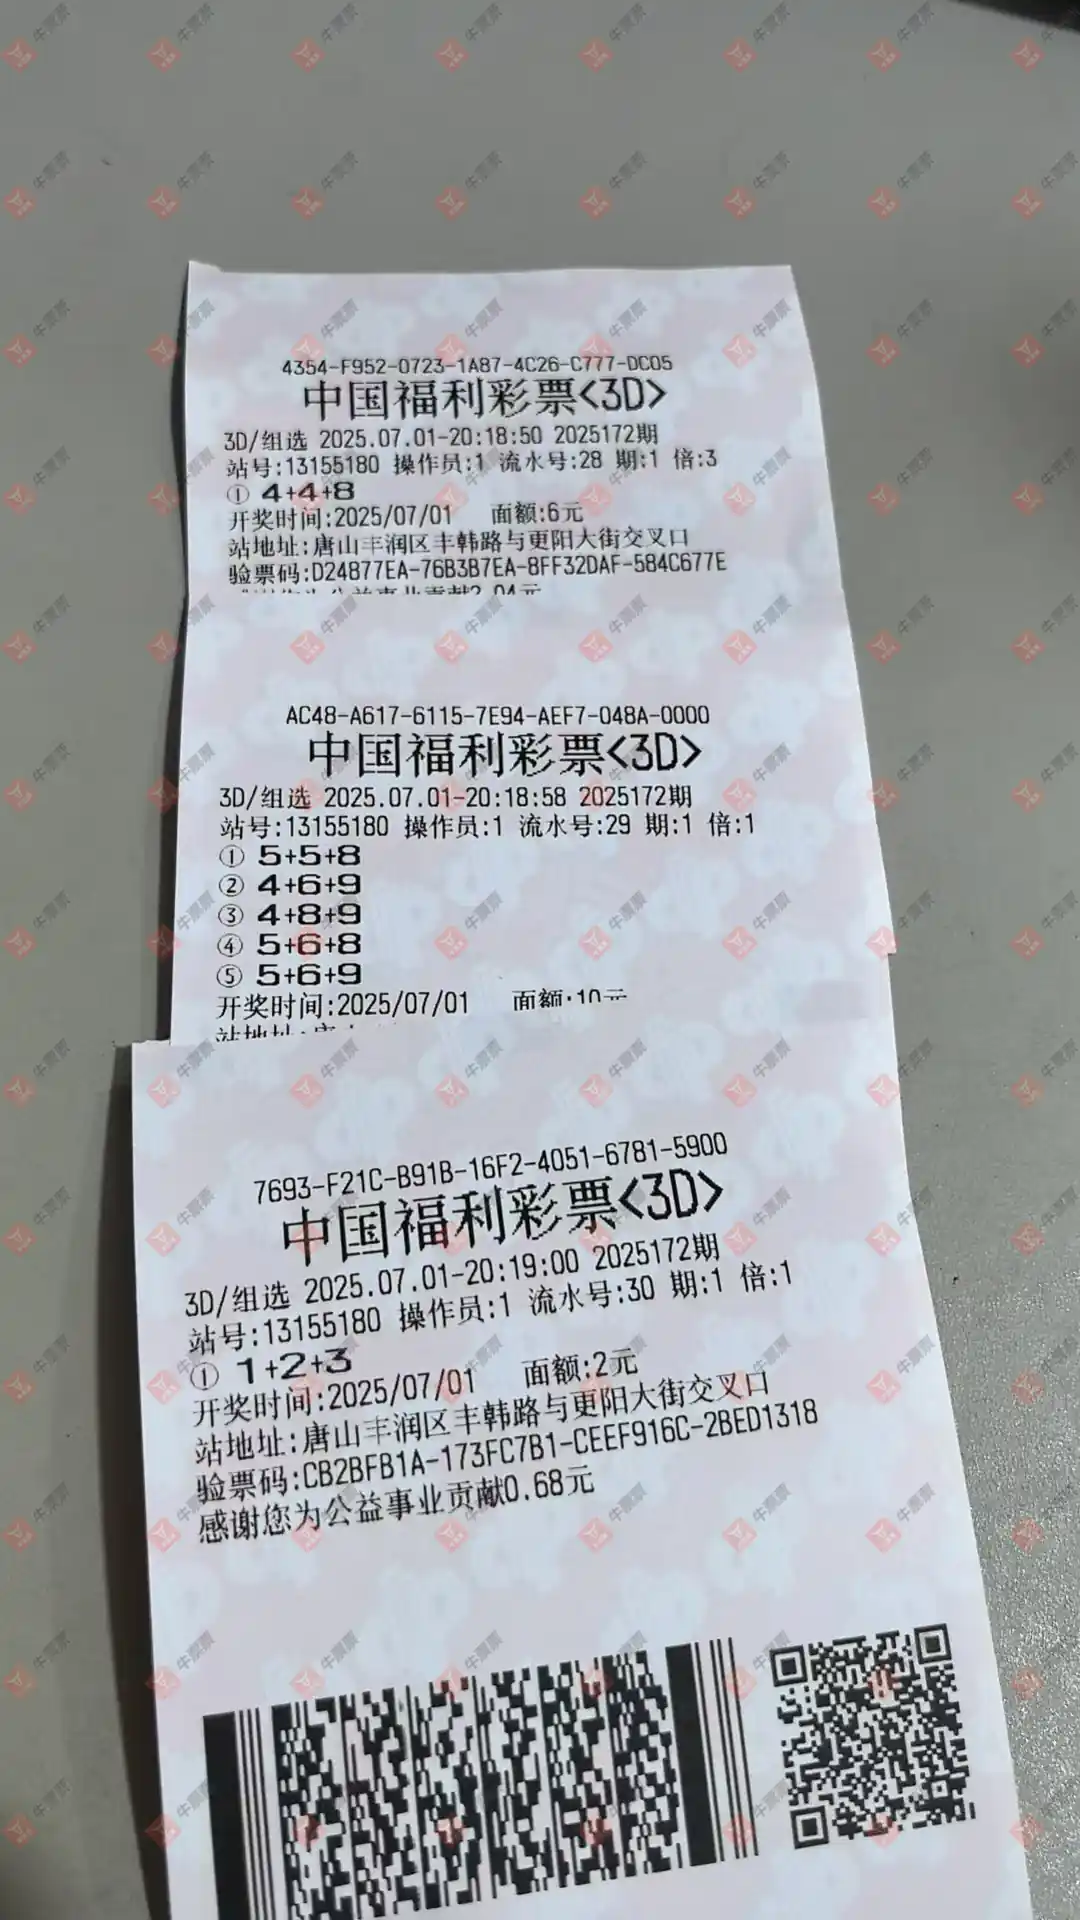 4354-F952-0723-1A87-4C26-C777-DC05
中国福利彩票<3D>
3D/组选 2025.07.01-20:18:50 2025172期
站号:13155180 操作员:1 流水号:28 期:1 倍:3
① 4+4+8
开奖时间:2025/07/01 面额:6元
站地址:唐山丰润区丰韩路与更阳大街交叉口
验票码:D24877EA-76B3B7EA-8FF32DAF-584C677E
AC48-A617-6115-7E94-AEF7-048A-0000
中国福利彩票<3D>
3D/组选 2025.07.01-20:18:58 2025172期
站号:13155180 操作员:1 流水号:29 期:1 倍:1
① 5+5+8
② 4+6+9
③ 4+8+9
④ 5+6+8
⑤ 5+6+9
开奖时间:2025/07/01 面额:10元
7693-F21C-B91B-16F2-4051-6781-5900
中国福利彩票<3D>
3D/组选 2025.07.01-20:19:00 2025172期
站号:13155180 操作员:1 流水号:30 期:1 倍:1
① 1+2+3
开奖时间:2025/07/01 面额:2元
站地址:唐山丰润区丰韩路与更阳大街交叉口
验票码:CB2BFB1A-173FC7B1-CEEF916C-2BED1318
感谢您为公益事业贡献0.68元
牛票票